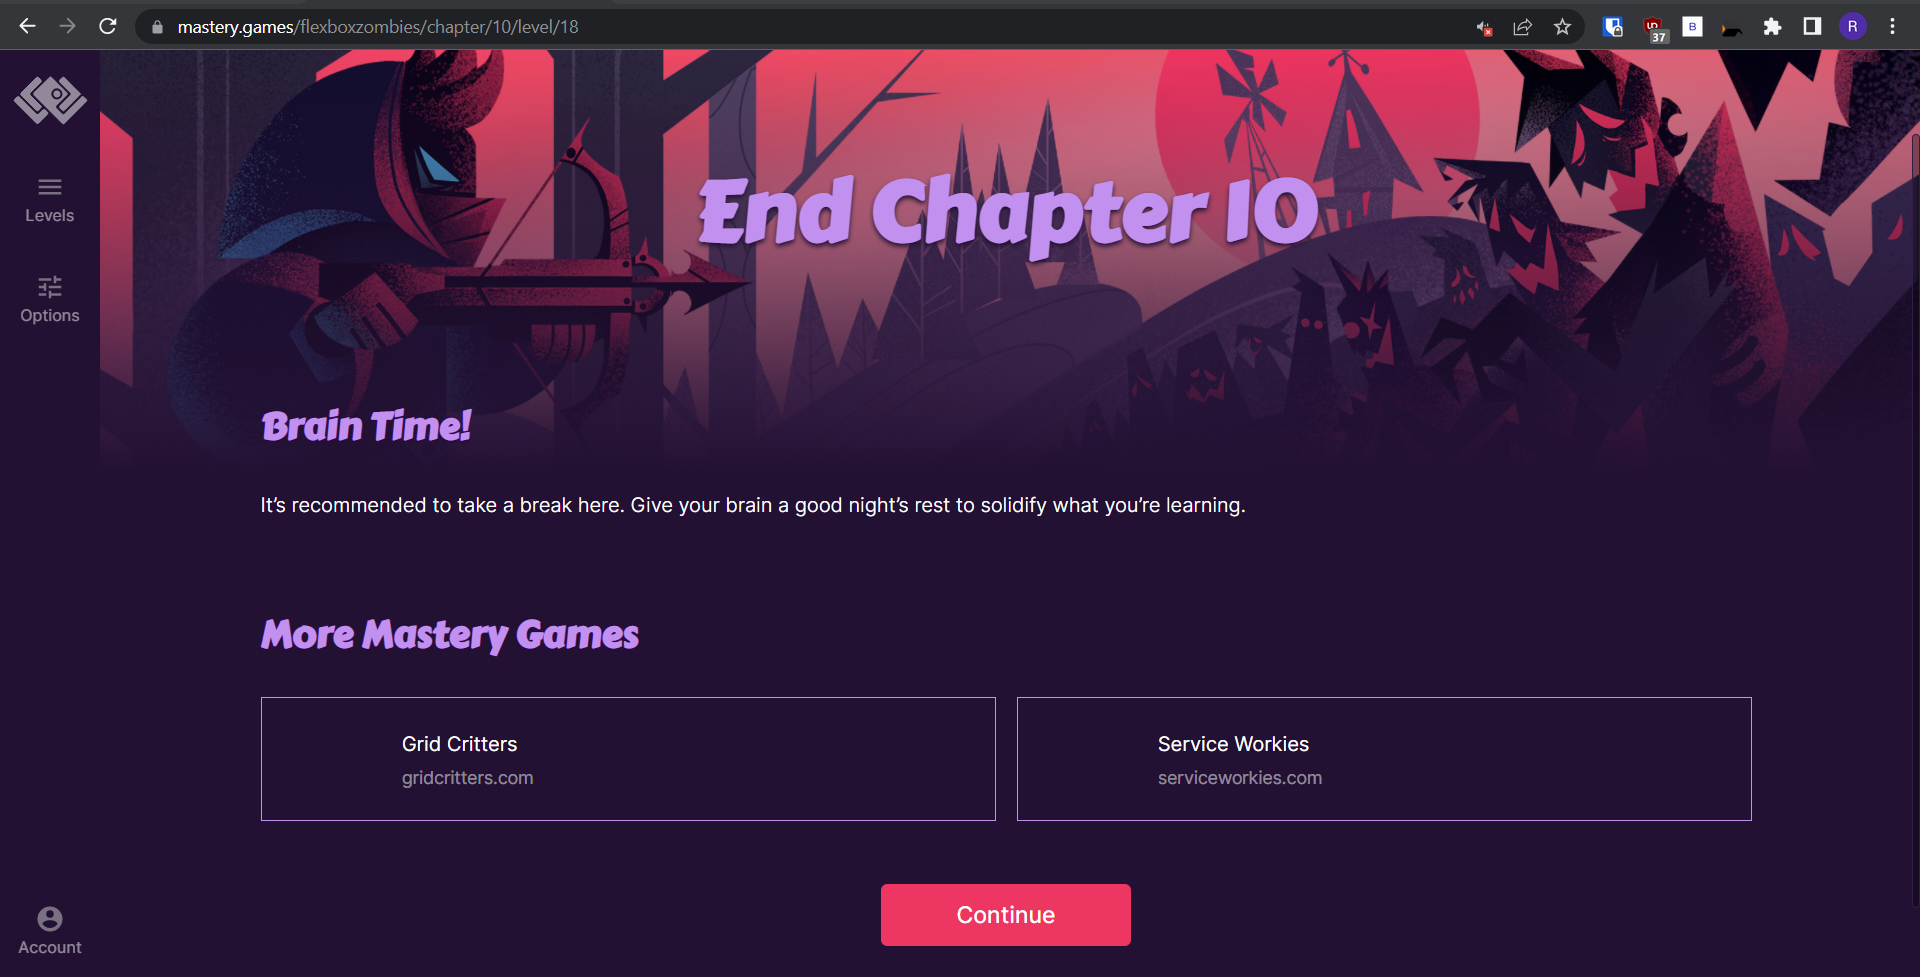 mastery.games/flexboxzombies/chapter/10/level/18
37
B
R
Levels
Options
End Chapter 10
Brain Time!
It’s recommended to take a break here. Give your brain a good night’s rest to solidify what you’re learning.
More Mastery Games
Grid Critters
gridcritters.com
Service Workies
serviceworkies.com
Continue
Account